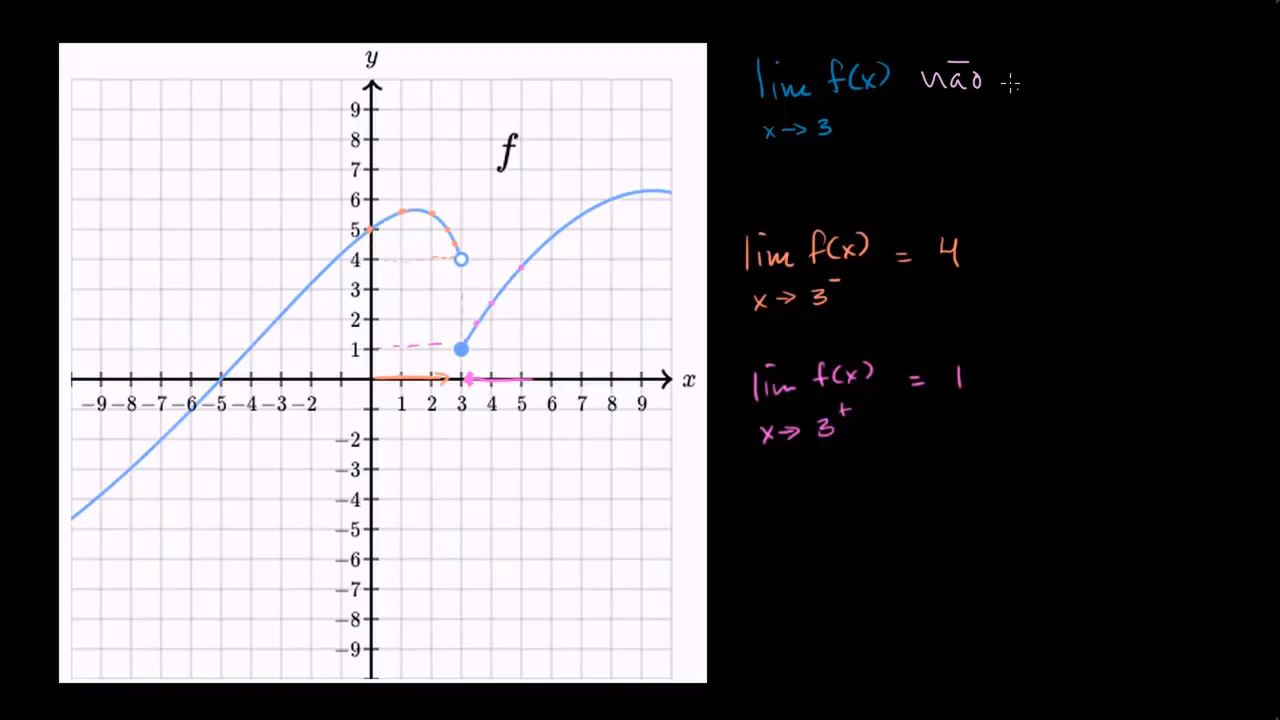 y
9
8
7
6
5
4
3
2
1
−2
−3
−4
−5
−6
−7
−8
−9
−9 −8 −7 −6 −5 −4 −3 −2 1 2 3 4 5 6 7 8 9
x
f
lim f(x) não
x → 3
lim f(x) = 4
x → 3⁻
lim f(x) = 1
x → 3⁺